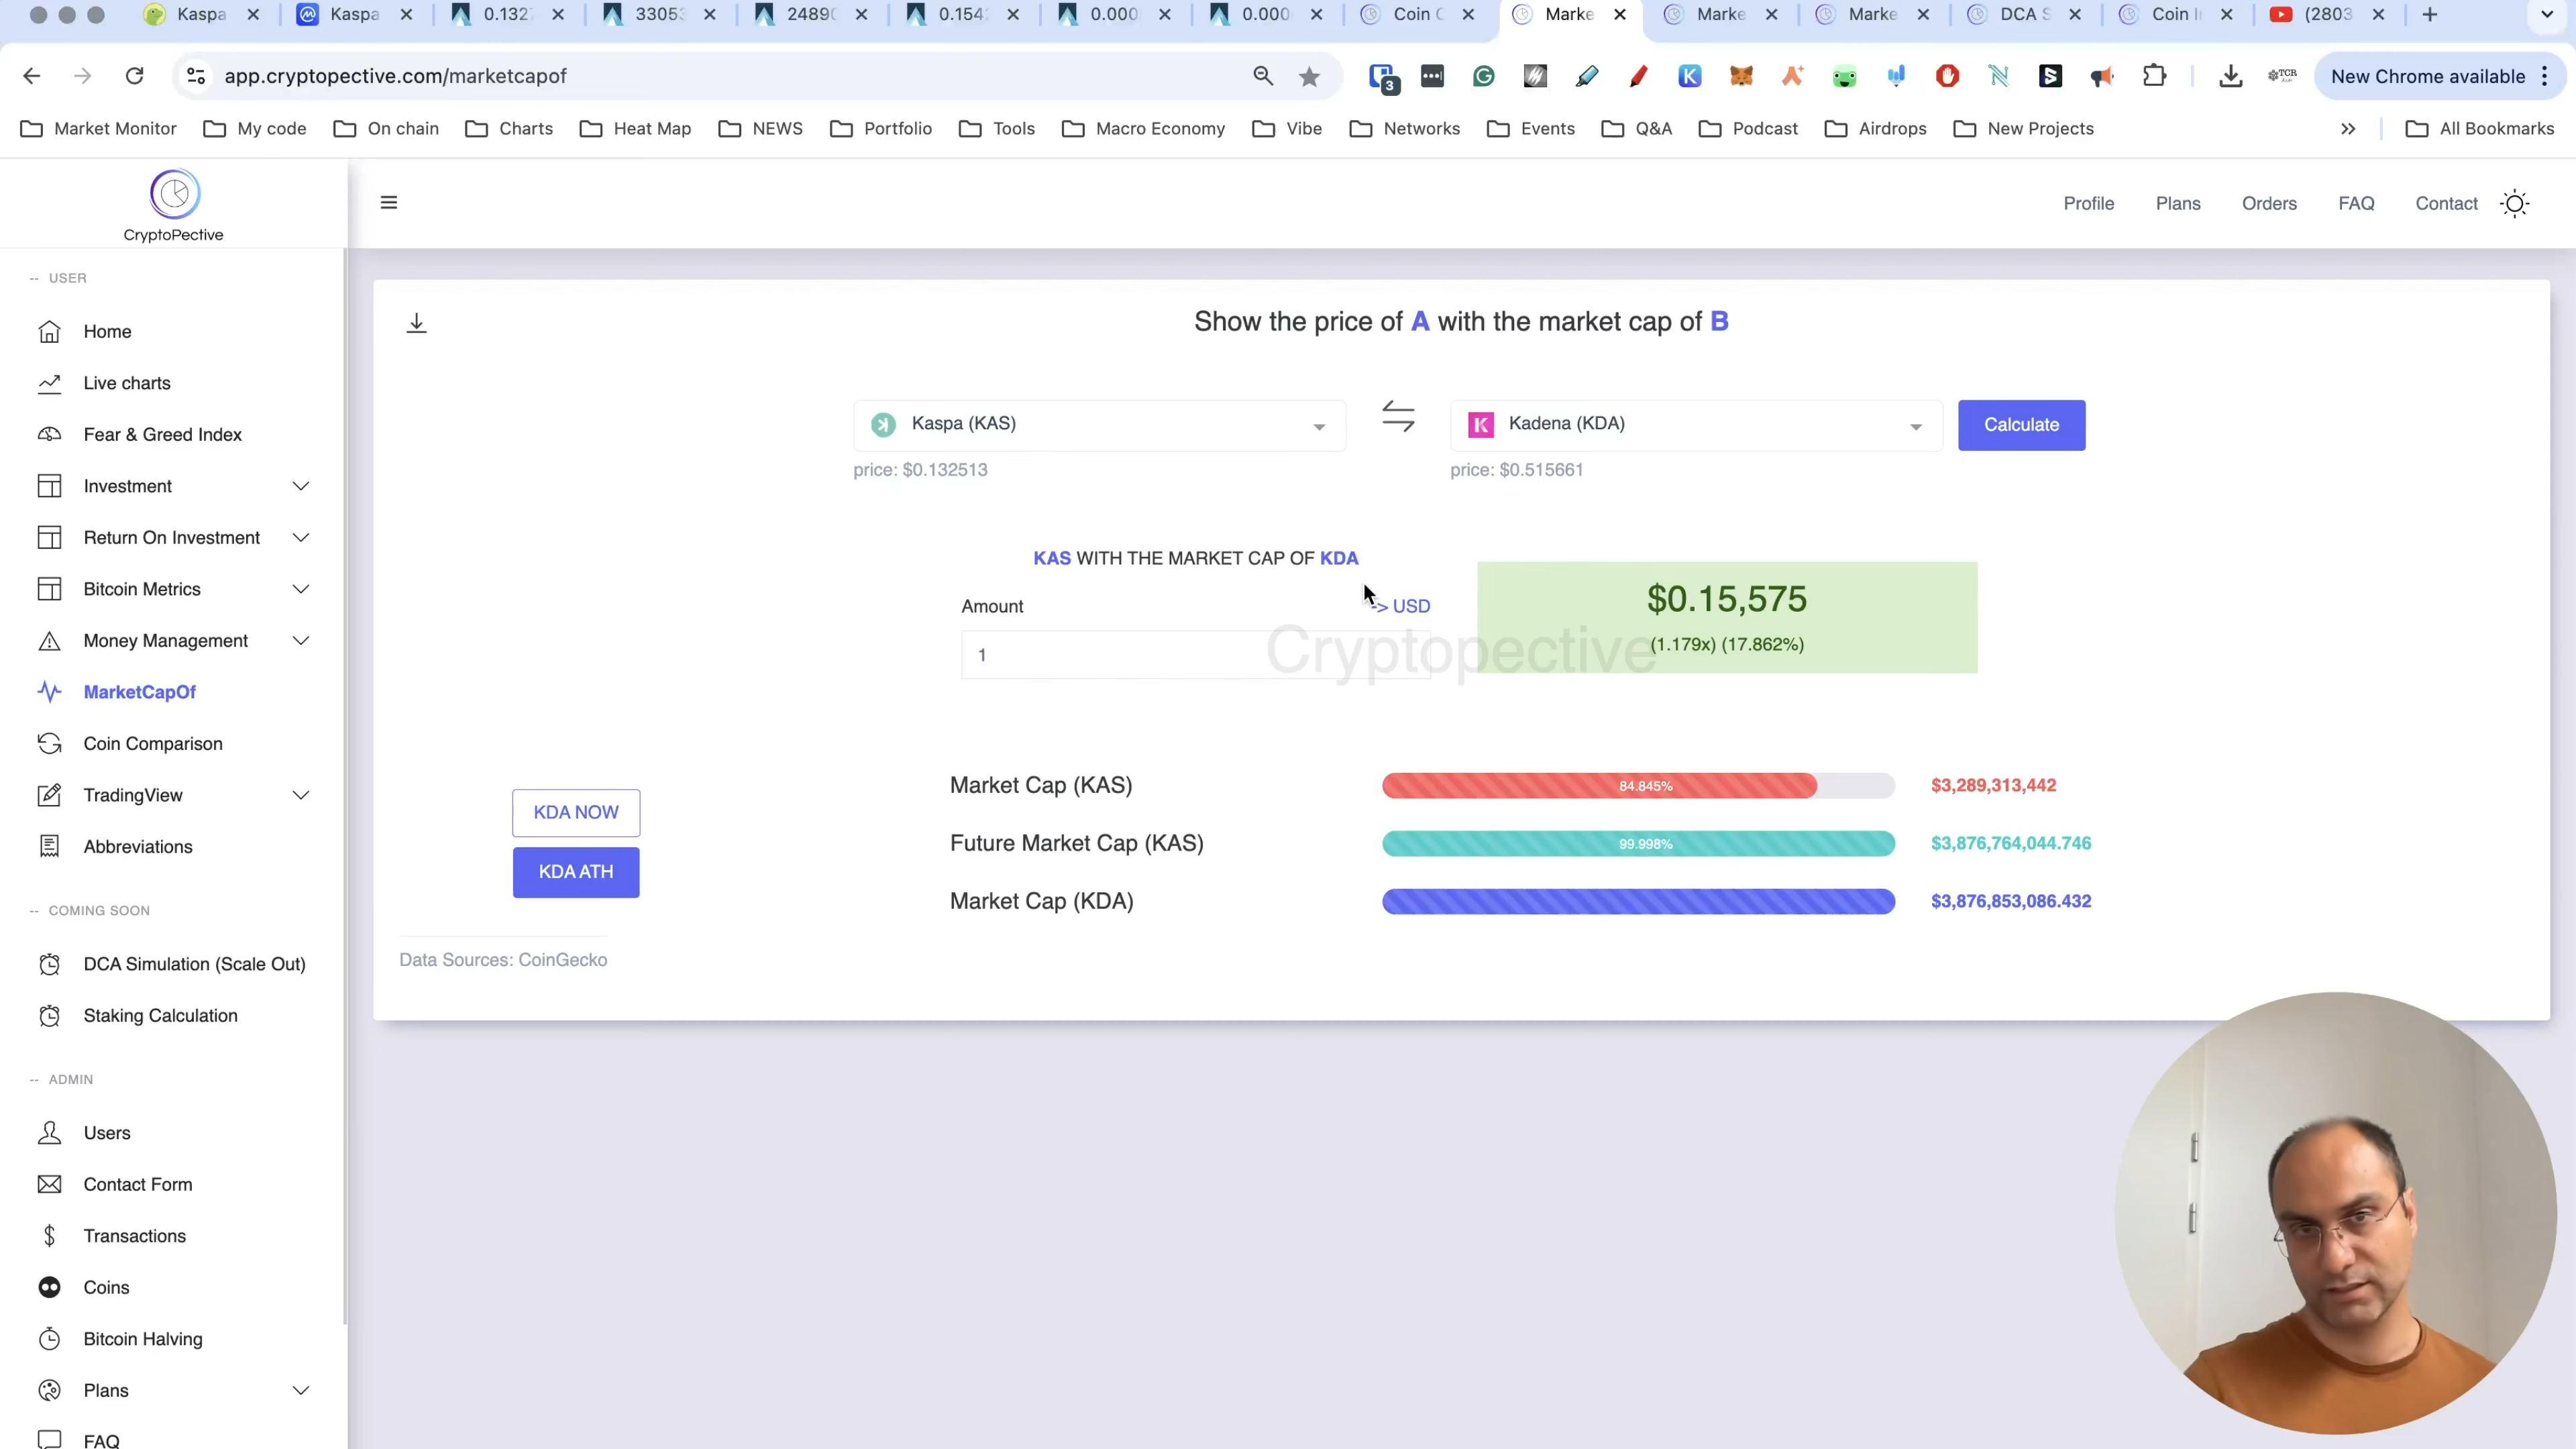 Kaspa
Kaspa
0.132
3305
2489
0.154
0.000
0.000
Coin C
Marke
Marke
Marke
DCA S
Coin I
(2803
app.cryptopective.com/marketcapof
3
TCR
New Chrome available
Market Monitor
My code
On chain
Charts
Heat Map
NEWS
Portfolio
Tools
Macro Economy
Vibe
Networks
Events
Q&A
Podcast
Airdrops
New Projects
All Bookmarks
CryptoPective
Profile
Plans
Orders
FAQ
Contact
-- USER
Home
Live charts
Fear & Greed Index
Investment
Return On Investment
Bitcoin Metrics
Money Management
MarketCapOf
Coin Comparison
TradingView
Abbreviations
-- COMING SOON
DCA Simulation (Scale Out)
Staking Calculation
-- ADMIN
Users
Contact Form
Transactions
Coins
Bitcoin Halving
Plans
FAQ
Show the price of A with the market cap of B
Kaspa (KAS)
price: $0.132513
Kadena (KDA)
price: $0.515661
Calculate
KAS WITH THE MARKET CAP OF KDA
Amount
-> USD
1
$0.15,575
(1.179x) (17.862%)
Cryptopective
KDA NOW
KDA ATH
Market Cap (KAS)
84.845%
$3,289,313,442
Future Market Cap (KAS)
99.998%
$3,876,764,044.746
Market Cap (KDA)
$3,876,853,086.432
Data Sources: CoinGecko